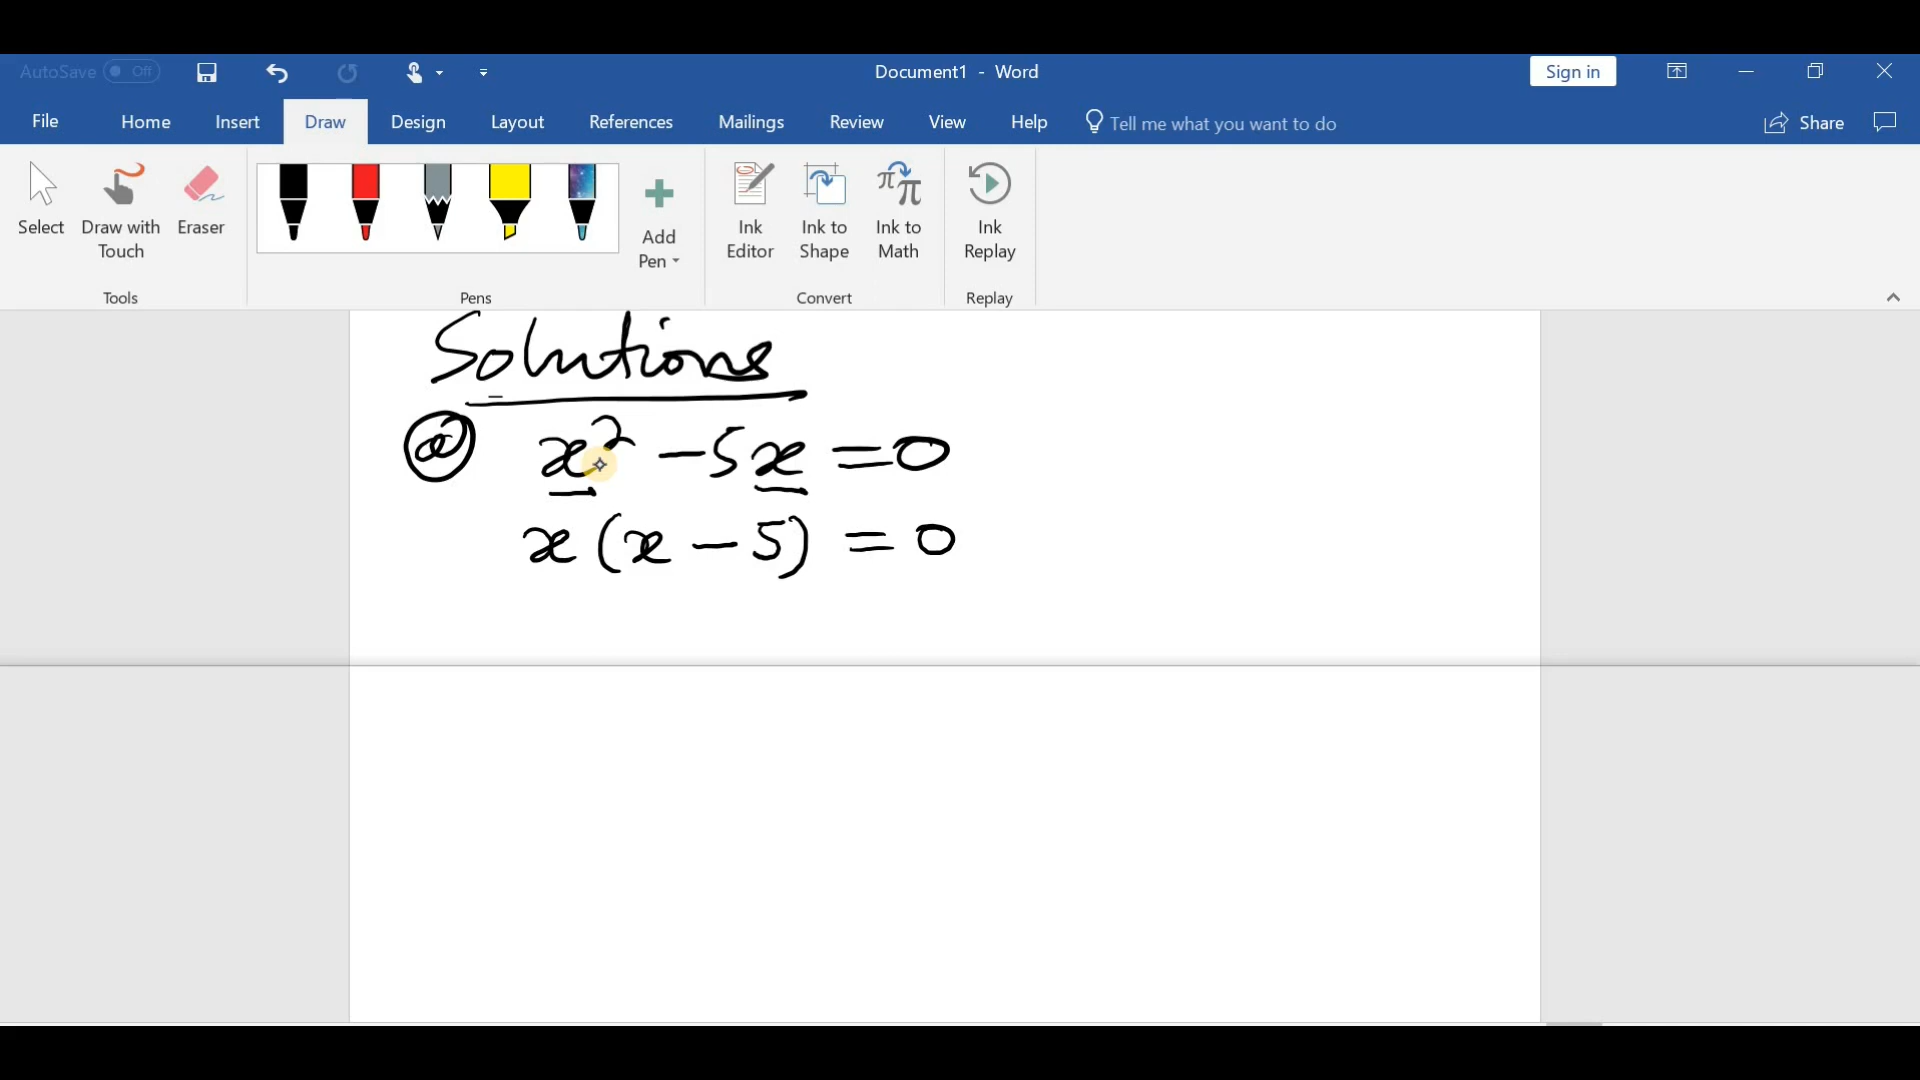 AutoSave Off Document1 - Word Sign in
File Home Insert Draw Design Layout References Mailings Review View Help Tell me what you want to do Share
Select Draw with Touch Eraser Add Pen Ink Editor Ink to Shape Ink to Math Ink Replay
Tools Pens Convert Replay
Solutions
(a) x² - 5x = 0
x(x - 5) = 0